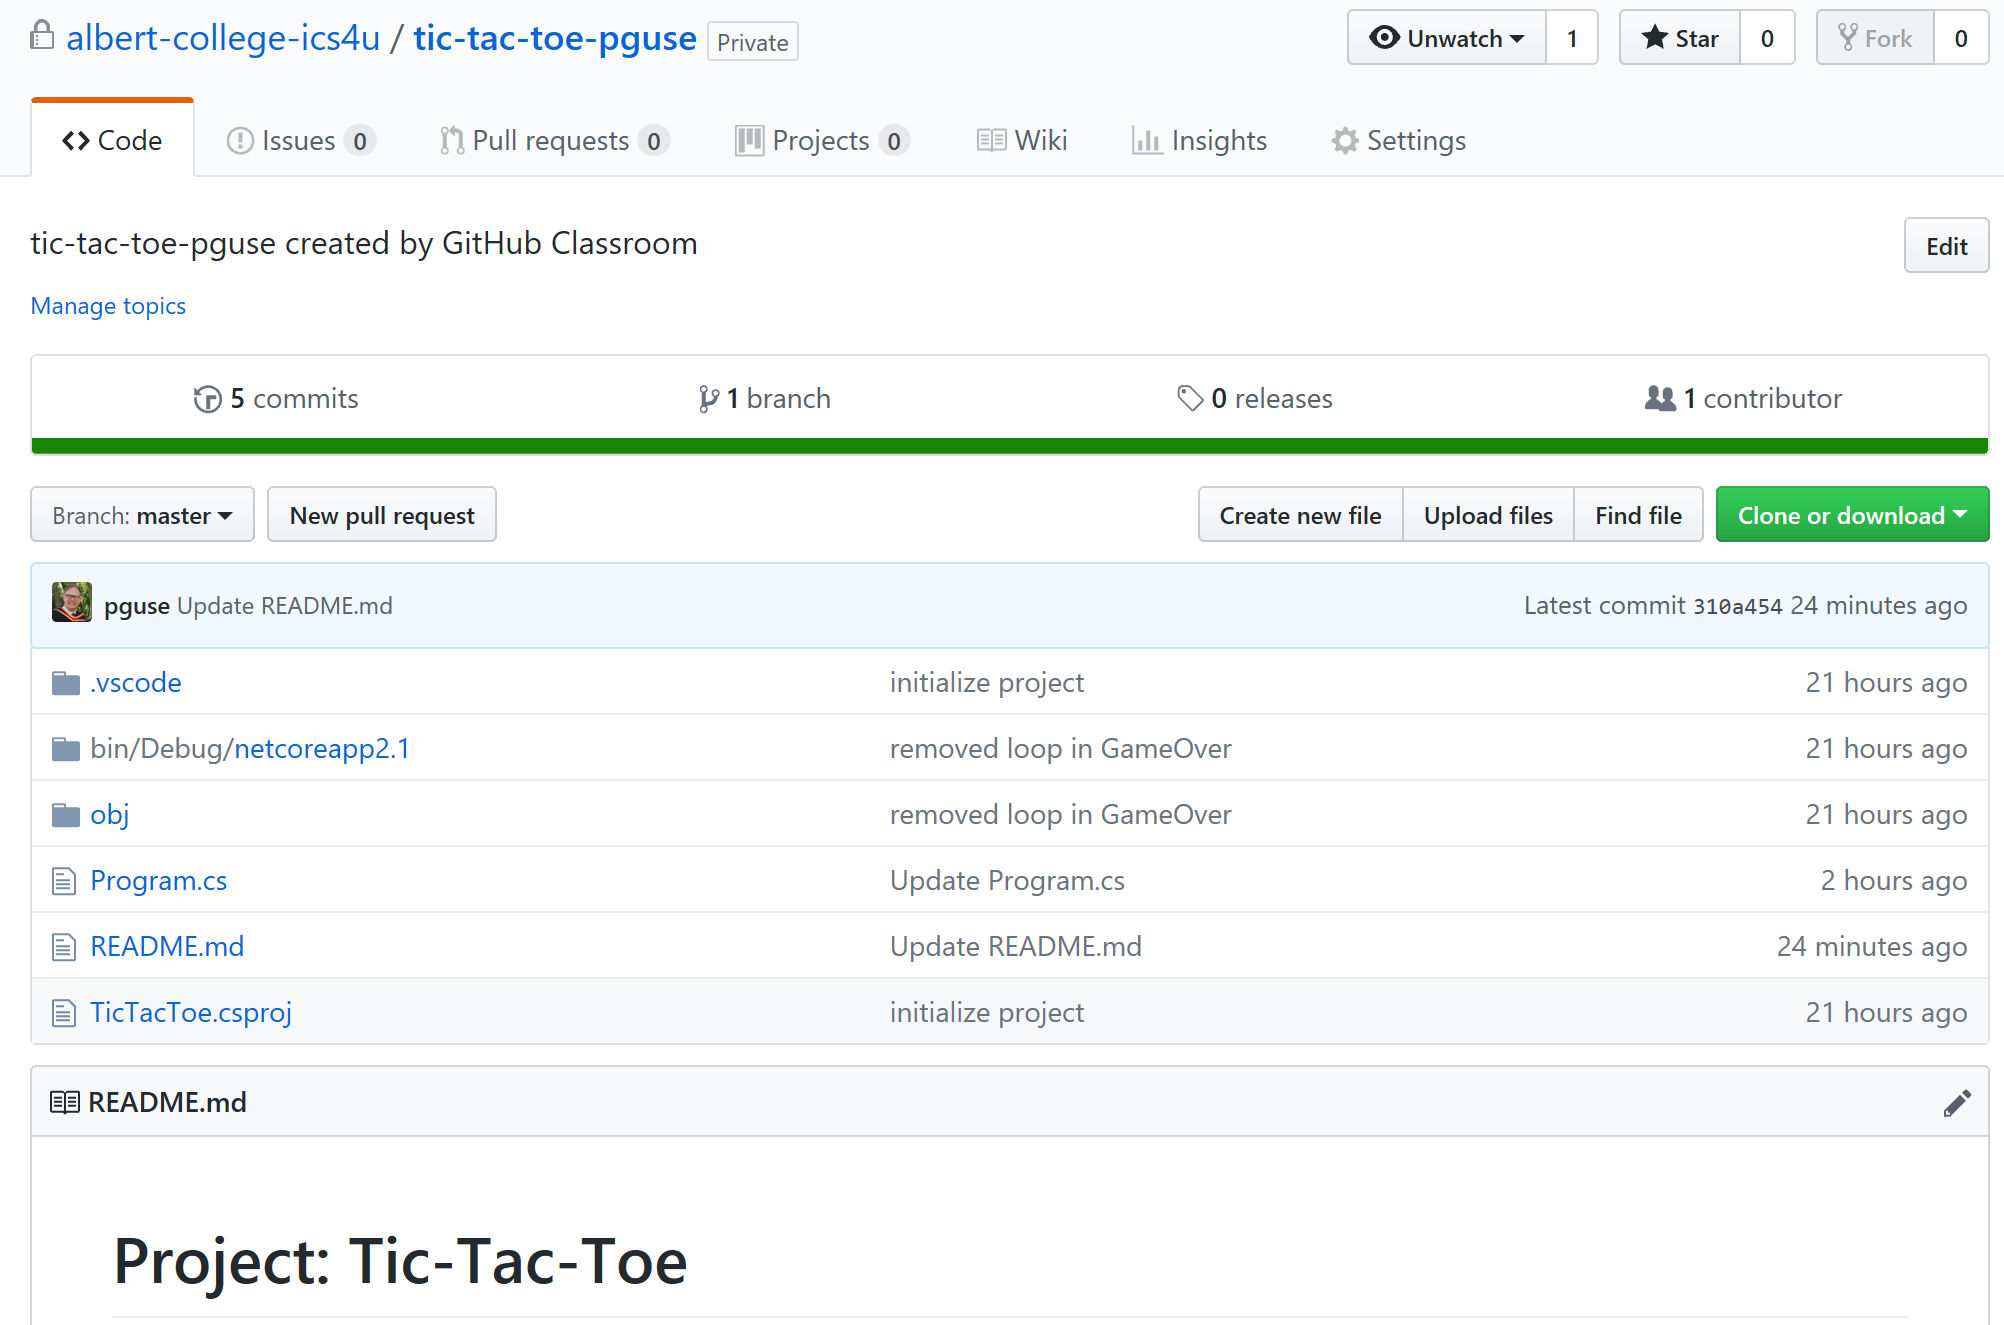 albert-college-ics4u / tic-tac-toe-pguse Private Unwatch 1 Star 0 Fork 0
Code Issues 0 Pull requests 0 Projects 0 Wiki Insights Settings
tic-tac-toe-pguse created by GitHub Classroom Edit
Manage topics
5 commits 1 branch 0 releases 1 contributor
Branch: master New pull request Create new file Upload files Find file Clone or download
pguse Update README.md Latest commit 310a454 24 minutes ago
.vscode initialize project 21 hours ago
bin/Debug/netcoreapp2.1 removed loop in GameOver 21 hours ago
obj removed loop in GameOver 21 hours ago
Program.cs Update Program.cs 2 hours ago
README.md Update README.md 24 minutes ago
TicTacToe.csproj initialize project 21 hours ago
README.md
Project: Tic-Tac-Toe